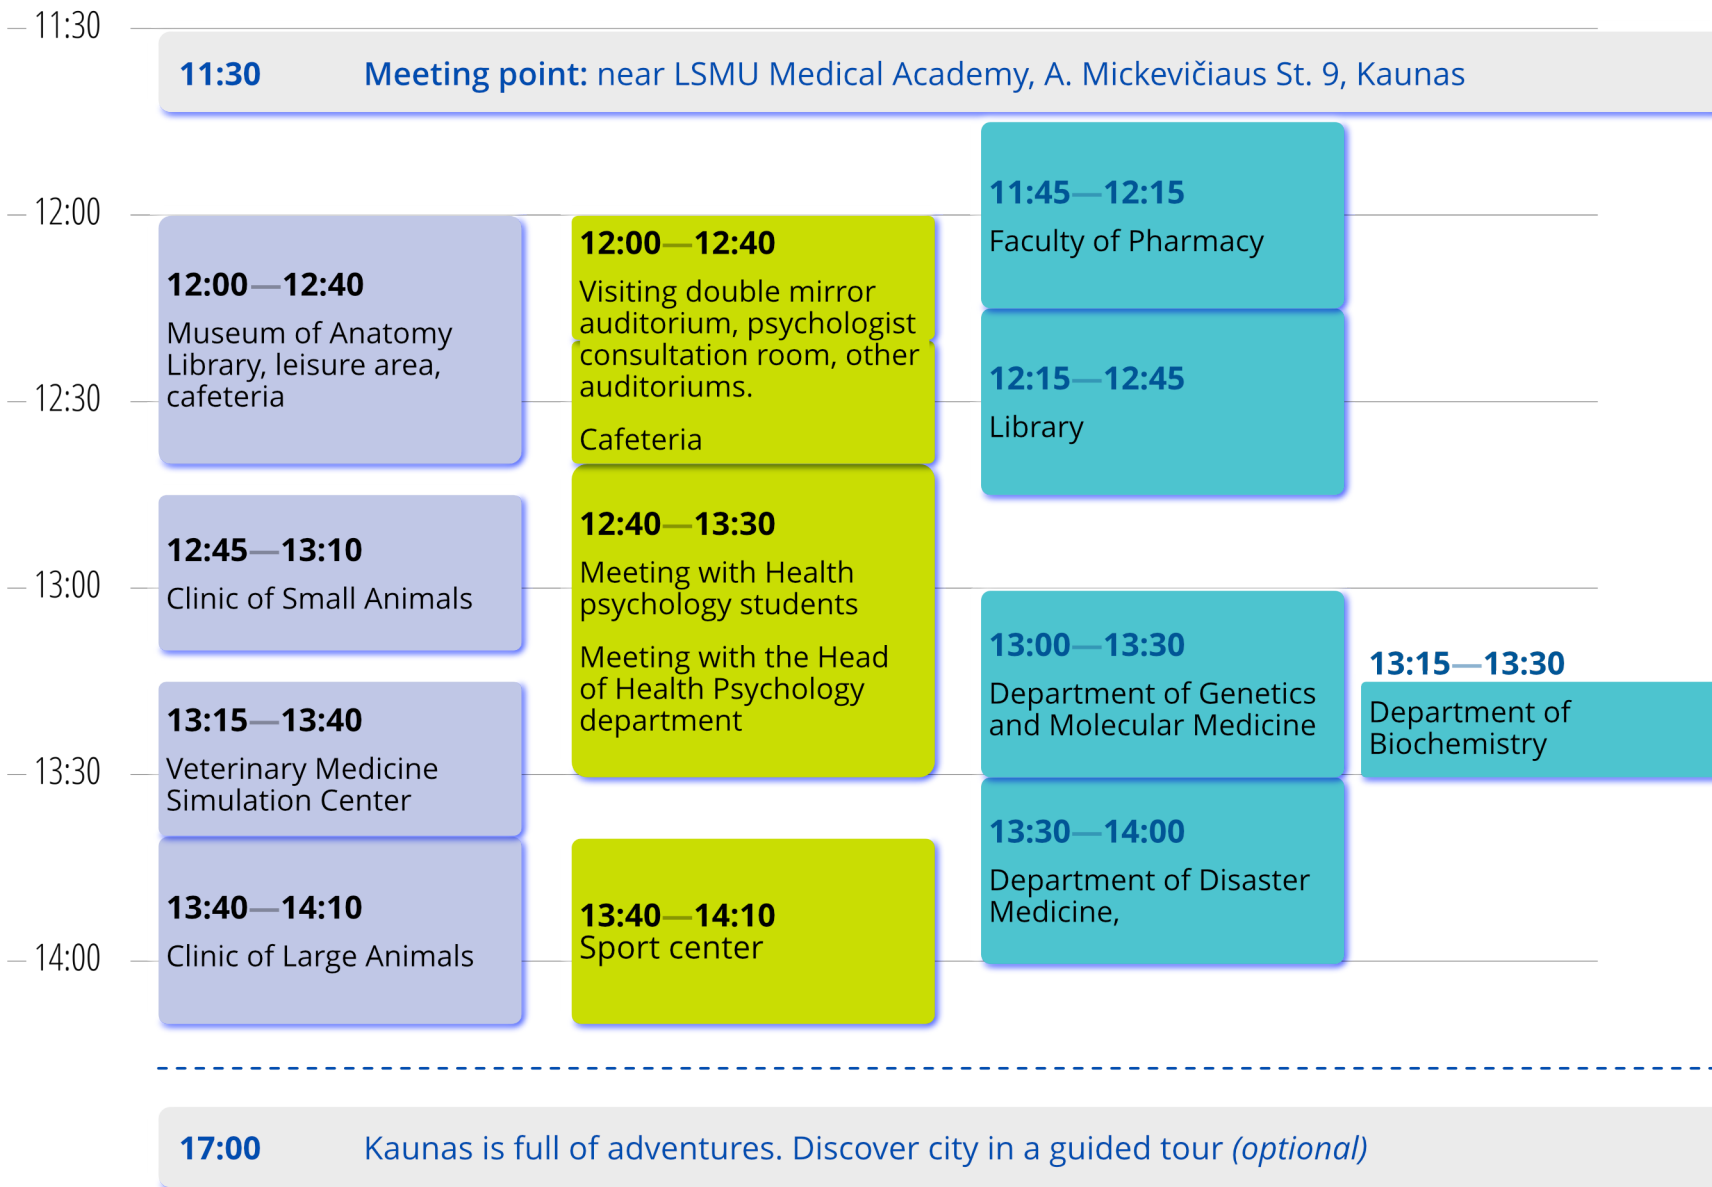 11:30
11:30 Meeting point: near LSMU Medical Academy, A. Mickevičiaus St. 9, Kaunas
12:00
12:30
13:00
13:30
14:00
12:00—12:40
Museum of Anatomy
Library, leisure area,
cafeteria
12:45—13:10
Clinic of Small Animals
13:15—13:40
Veterinary Medicine
Simulation Center
13:40—14:10
Clinic of Large Animals
12:00—12:40
Visiting double mirror
auditorium, psychologist
consultation room, other
auditoriums.
Cafeteria
12:40—13:30
Meeting with Health
psychology students
Meeting with the Head
of Health Psychology
department
13:40—14:10
Sport center
11:45—12:15
Faculty of Pharmacy
12:15—12:45
Library
13:00—13:30
Department of Genetics
and Molecular Medicine
13:30—14:00
Department of Disaster
Medicine,
13:15—13:30
Department of
Biochemistry
17:00 Kaunas is full of adventures. Discover city in a guided tour (optional)